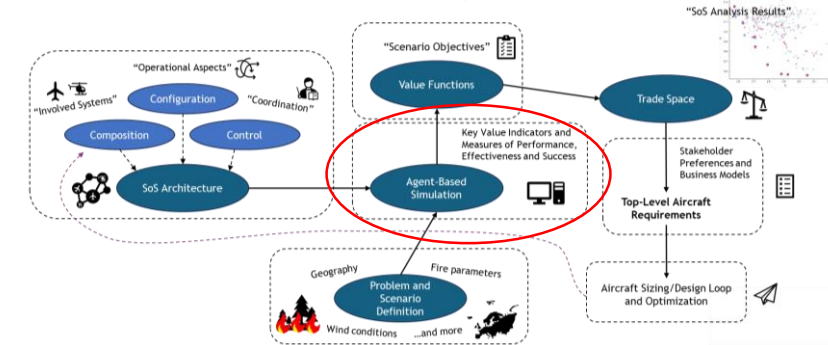 "SoS Analysis Results"
"Scenario Objectives"
Value Functions
"Operational Aspects"
"Involved Systems"
Configuration
"Coordination"
Composition
Control
SoS Architecture
Key Value Indicators and
Measures of Performance,
Effectiveness and Success
Agent-Based
Simulation
Trade Space
Stakeholder
Preferences and
Business Models
Top-Level Aircraft
Requirements
Aircraft Sizing/Design Loop
and Optimization
Geography
Fire parameters
Problem and
Scenario
Definition
Wind conditions
...and more